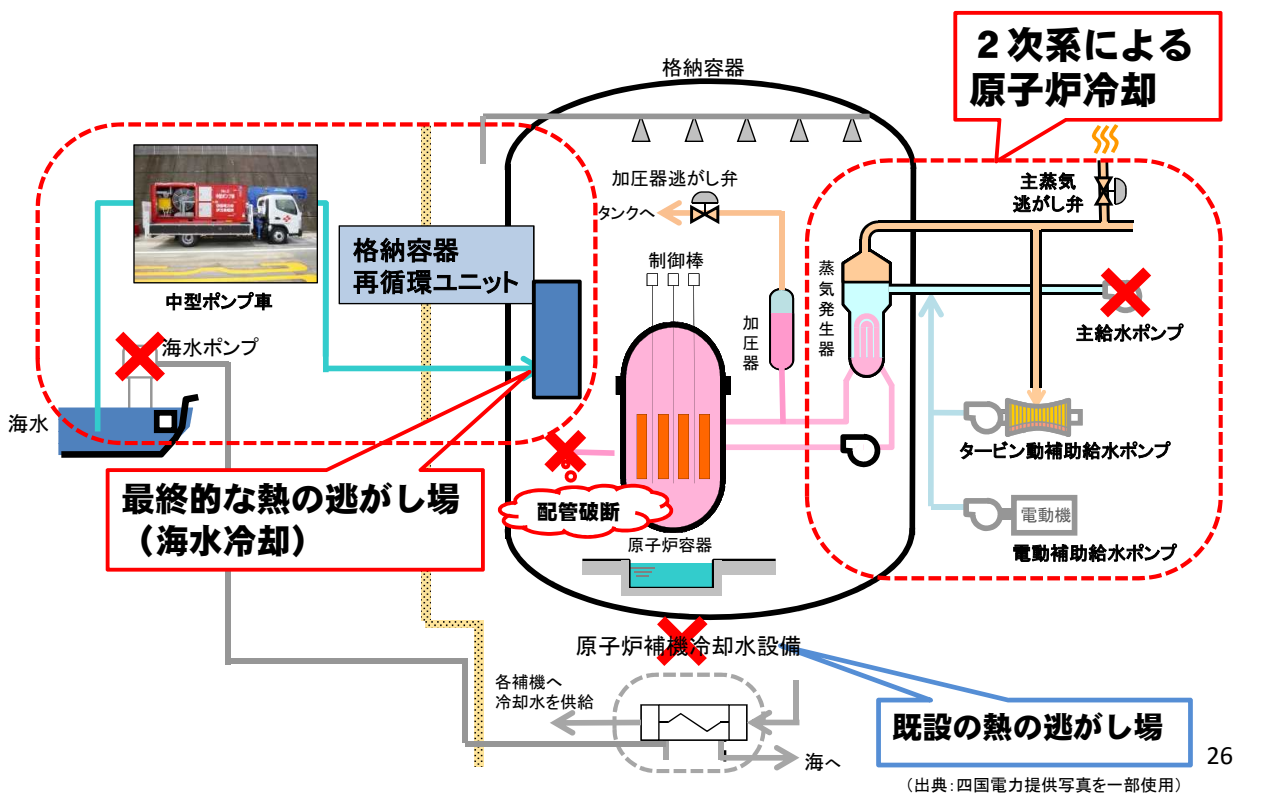 ２次系による
原子炉冷却
格納容器
主蒸気
逃がし弁
加圧器逃がし弁
タンクへ
制御棒
蒸気発生器
加圧器
格納容器
再循環ユニット
中型ポンプ車
海水ポンプ
海水
主給水ポンプ
タービン動補助給水ポンプ
電動機
電動補助給水ポンプ
最終的な熱の逃がし場
（海水冷却）
配管破断
原子炉容器
原子炉補機冷却水設備
各補機へ
冷却水を供給
海へ
既設の熱の逃がし場
26
（出典：四国電力提供写真を一部使用）